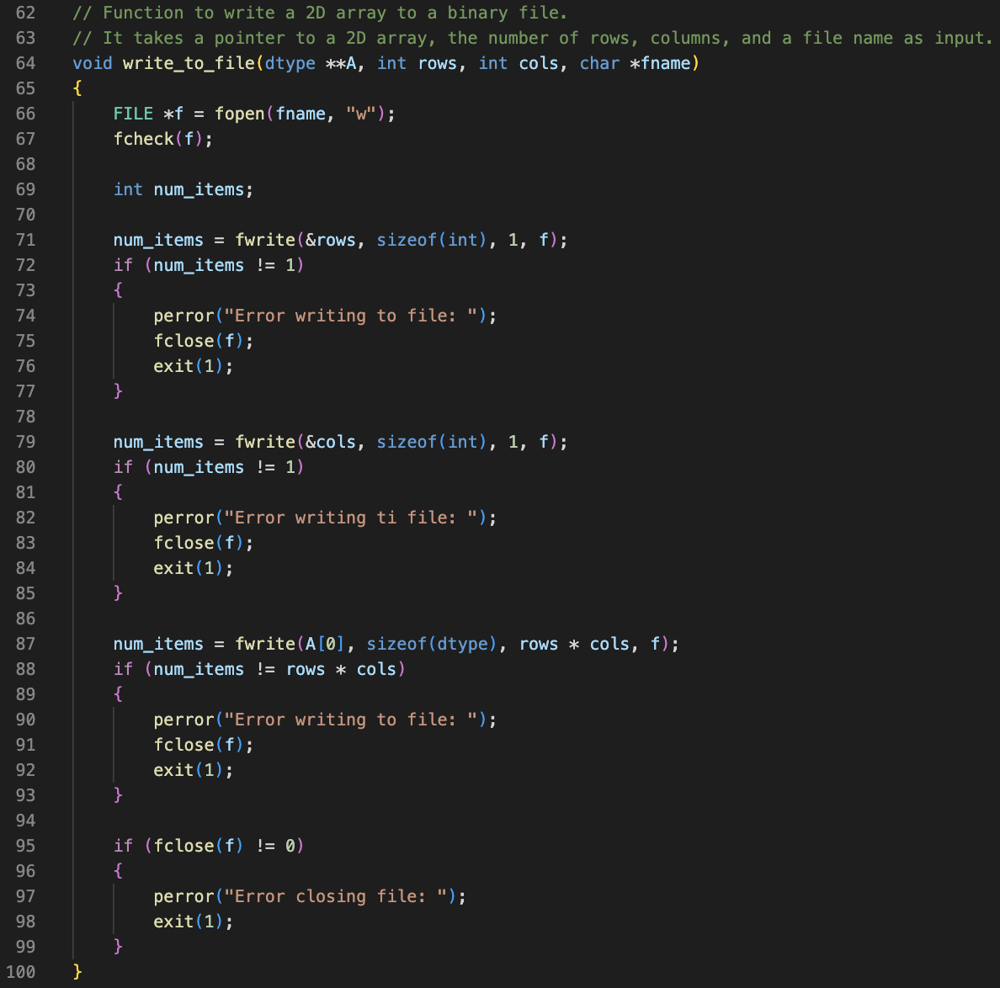 62 // Function to write a 2D array to a binary file.
63 // It takes a pointer to a 2D array, the number of rows, columns, and a file name as input.
64 void write_to_file(dtype **A, int rows, int cols, char *fname)
65 {
66     FILE *f = fopen(fname, "w");
67     fcheck(f);
68
69     int num_items;
70
71     num_items = fwrite(&rows, sizeof(int), 1, f);
72     if (num_items != 1)
73     {
74         perror("Error writing to file: ");
75         fclose(f);
76         exit(1);
77     }
78
79     num_items = fwrite(&cols, sizeof(int), 1, f);
80     if (num_items != 1)
81     {
82         perror("Error writing ti file: ");
83         fclose(f);
84         exit(1);
85     }
86
87     num_items = fwrite(A[0], sizeof(dtype), rows * cols, f);
88     if (num_items != rows * cols)
89     {
90         perror("Error writing to file: ");
91         fclose(f);
92         exit(1);
93     }
94
95     if (fclose(f) != 0)
96     {
97         perror("Error closing file: ");
98         exit(1);
99     }
100 }